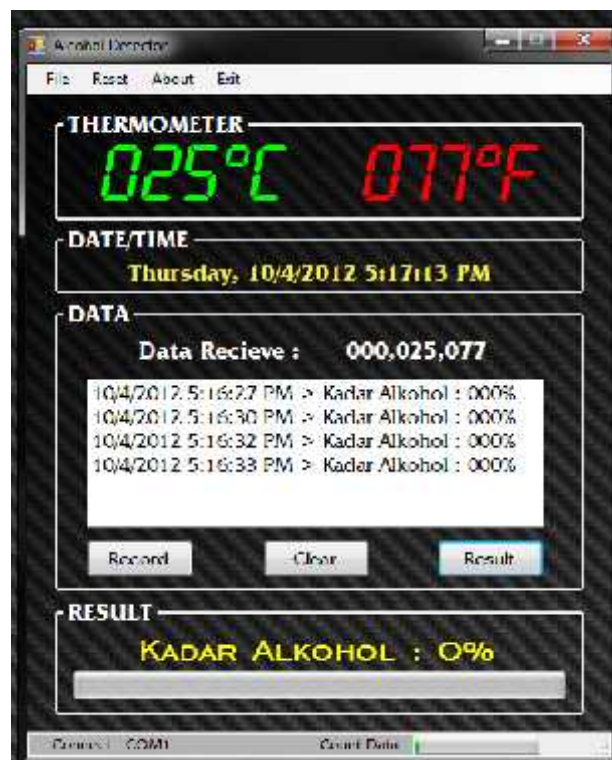 Alcohol Detector
File Reset About Exit
THERMOMETER
025°C 077°F
DATE/TIME
Thursday, 10/4/2012 5:17:13 PM
DATA
Data Recieve : 000,025,077
10/4/2012 5:16:27 PM > Kadar Alkohol : 000%
10/4/2012 5:16:30 PM > Kadar Alkohol : 000%
10/4/2012 5:16:32 PM > Kadar Alkohol : 000%
10/4/2012 5:16:33 PM > Kadar Alkohol : 000%
Record Clear Result
RESULT
KADAR ALKOHOL : 0%
Connect COM1 Count Data